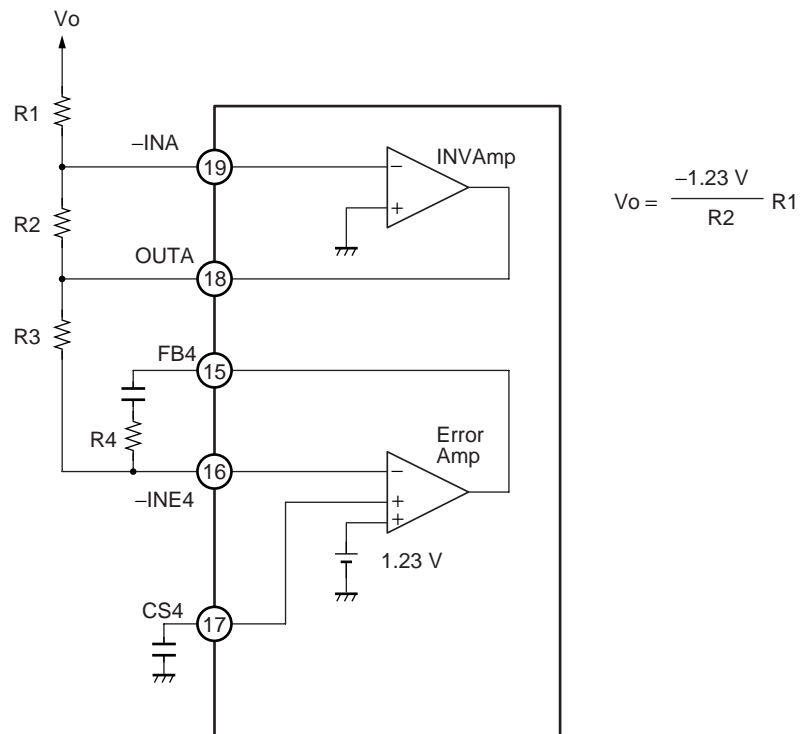 Vo
R1
−INA
19
INVAmp
−
+
R2
OUTA
18
Vo = −1.23 V / R2 R1
R3
FB4
15
R4
Error
Amp
16
−
−INE4
+
+
1.23 V
CS4
17